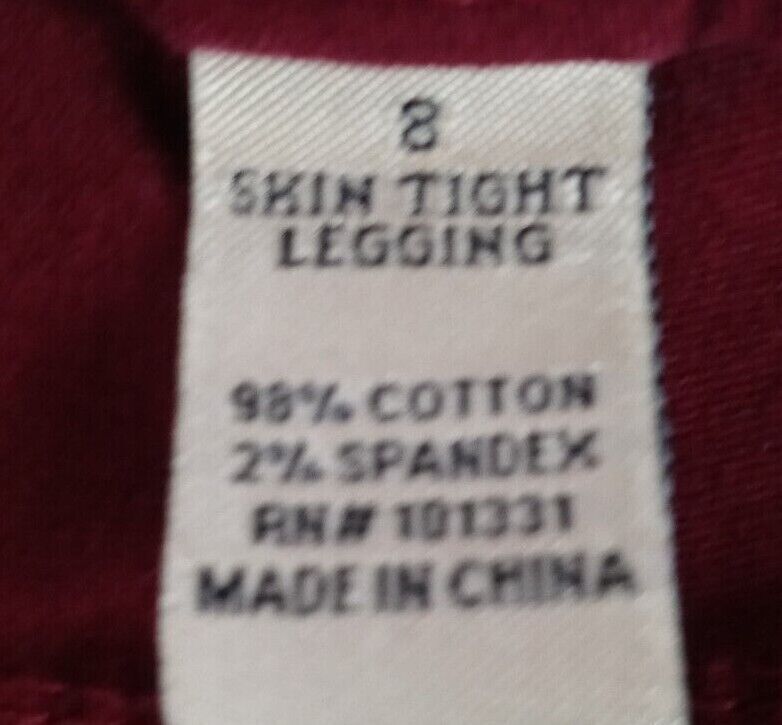 8
SKIN TIGHT
LEGGING
98% COTTON
2% SPANDEX
RN# 101331
MADE IN CHINA